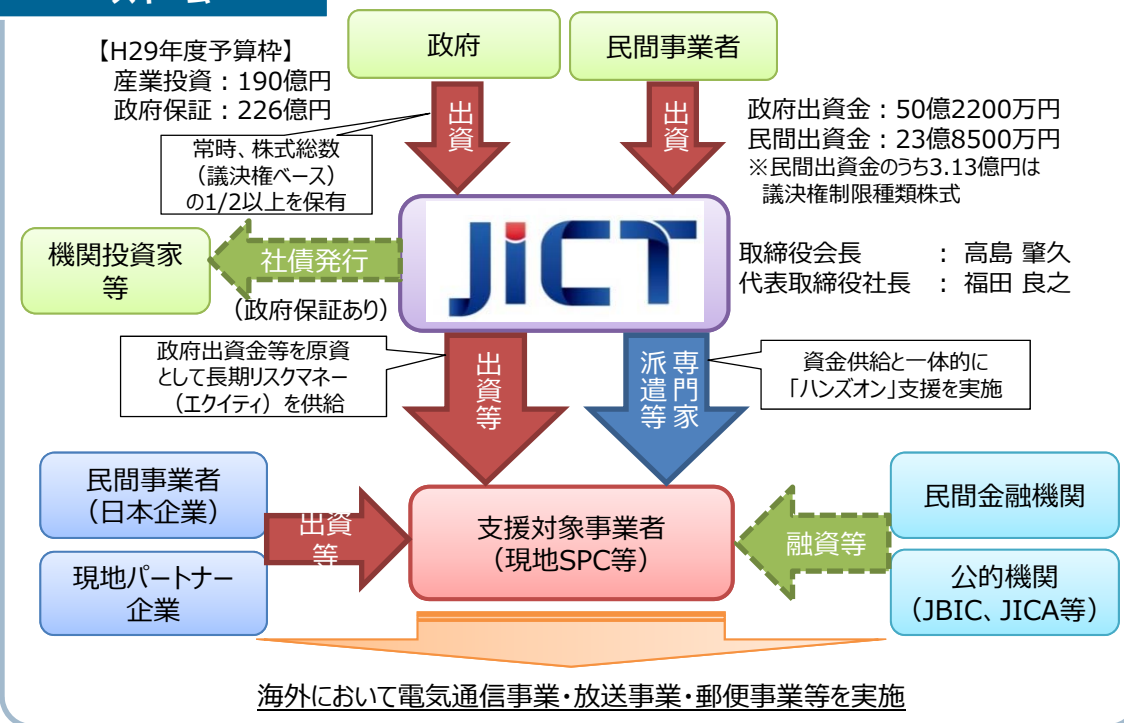 【H29年度予算枠】
産業投資：190億円
政府保証：226億円
政府
民間事業者
出資
出資
常時、株式総数
（議決権ベース）
の1/2以上を保有
政府出資金：50億2200万円
民間出資金：23億8500万円
※民間出資金のうち3.13億円は
議決権制限種類株式
機関投資家
等
社債発行
（政府保証あり）
JICT
取締役会長　　　：高島 肇久
代表取締役社長　：福田 良之
政府出資金等を原資
として長期リスクマネー
（エクイティ）を供給
出資等
専門家
派遣等
資金供給と一体的に
「ハンズオン」支援を実施
民間事業者
（日本企業）
現地パートナー
企業
出資
等
支援対象事業者
（現地SPC等）
融資等
民間金融機関
公的機関
（JBIC、JICA等）
海外において電気通信事業・放送事業・郵便事業等を実施